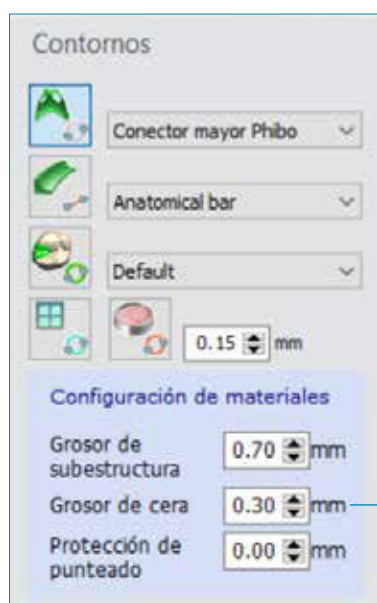 Contornos
Conector mayor Phibo
Anatomical bar
Default
0.15 mm
Configuración de materiales
Grosor de
subestructura
0.70 mm
Grosor de cera
0.30 mm
Protección de
punteado
0.00 mm